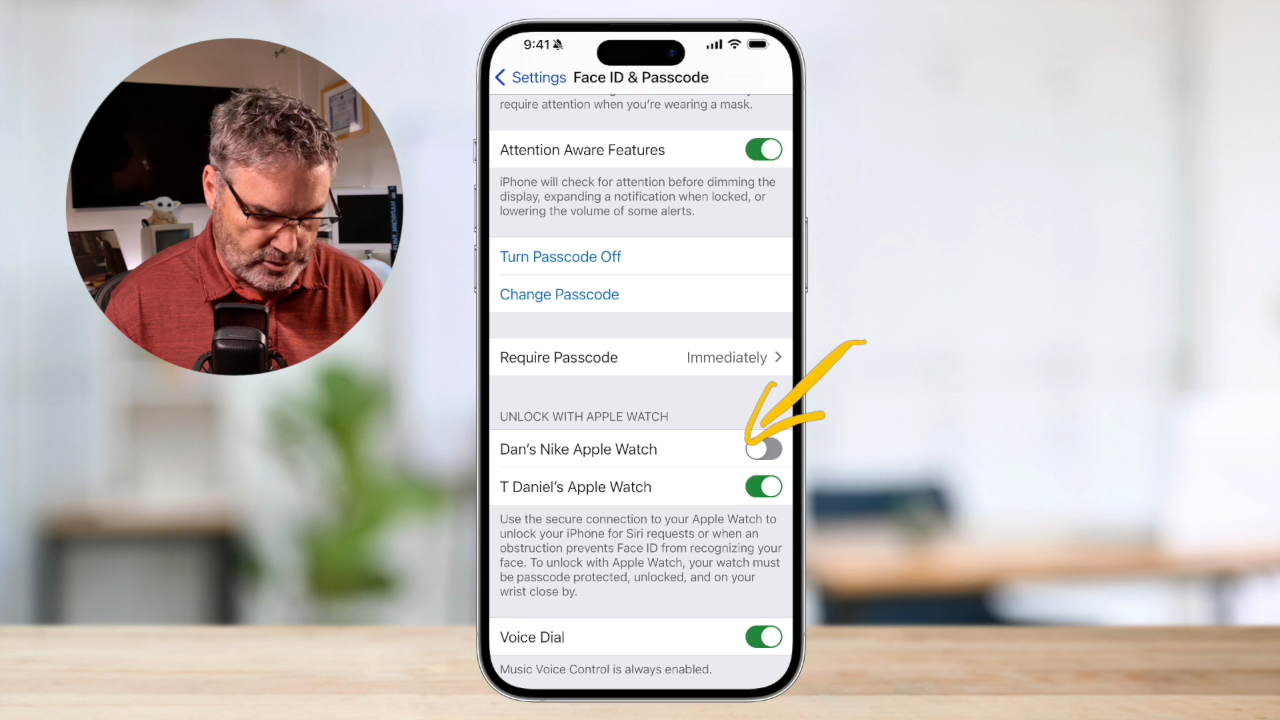 9:41
Settings Face ID & Passcode
require attention when you're wearing a mask.
Attention Aware Features
iPhone will check for attention before dimming the
display, expanding a notification when locked, or
lowering the volume of some alerts.
Turn Passcode Off
Change Passcode
Require Passcode Immediately
UNLOCK WITH APPLE WATCH
Dan's Nike Apple Watch
T Daniel's Apple Watch
Use the secure connection to your Apple Watch to
unlock your iPhone for Siri requests or when an
obstruction prevents Face ID from recognizing your
face. To unlock with Apple Watch, your watch must
be passcode protected, unlocked, and on your
wrist close by.
Voice Dial
Music Voice Control is always enabled.